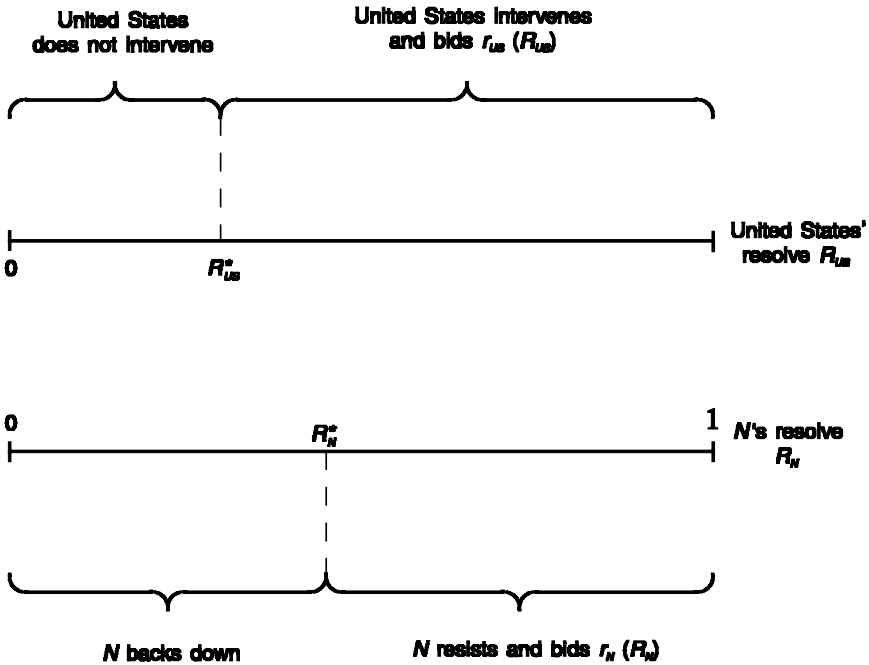 United States
does not intervene
United States intervenes
and bids r_us (R_us)
0
R*_us
United States'
resolve R_us
0
R*_N
1
N's resolve
R_N
N backs down
N resists and bids r_N (R_N)